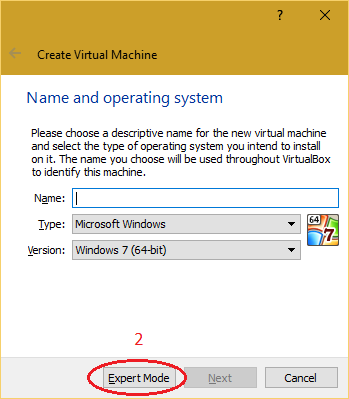 ?
Create Virtual Machine
Name and operating system
Please choose a descriptive name for the new virtual machine
and select the type of operating system you intend to install
on it. The name you choose will be used throughout VirtualBox
to identify this machine.
Name:
Type: Microsoft Windows
64
7
Version: Windows 7 (64-bit)
2
Expert Mode Next Cancel